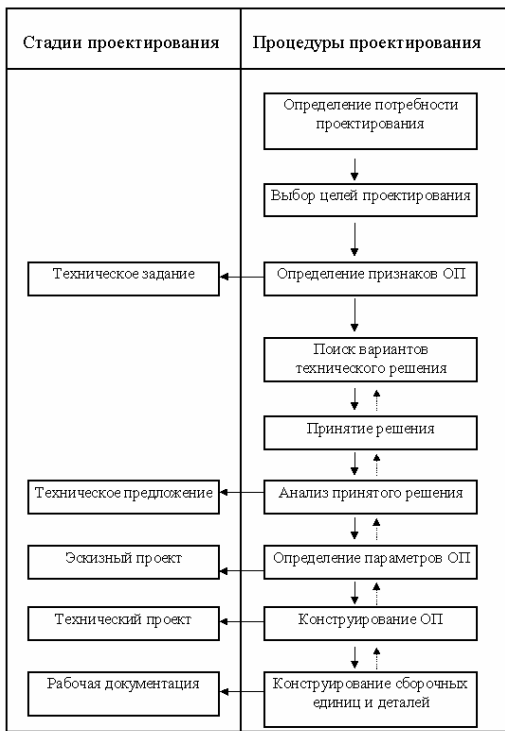 Стадии проектирования
Процедуры проектирования
Определение потребности
проектирования
Выбор целей проектирования
Техническое задание
Определение признаков ОП
Поиск вариантов
технического решения
Принятие решения
Техническое предложение
Анализ принятого решения
Эскизный проект
Определение параметров ОП
Технический проект
Конструирование ОП
Рабочая документация
Конструирование сборочных
единиц и деталей